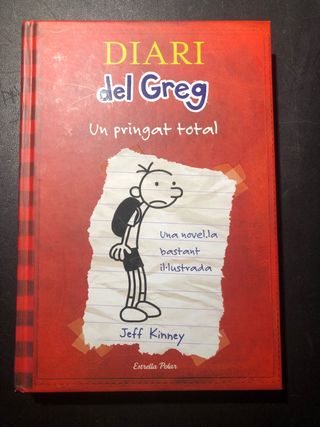 DIARI
del Greg
Un pringat total
Una novel.la
bastant
il·lustrada
Jeff Kinney
Estrella Polar